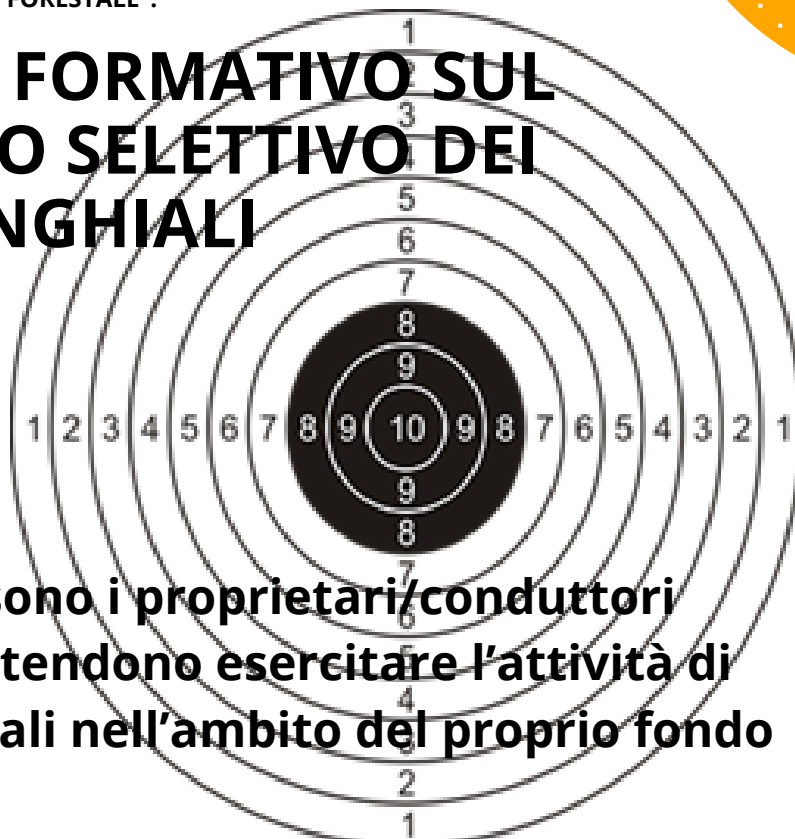 FORESTALE".
FORMATIVO SUL
O SELETTIVO DEI
NGHIALI
1
2
3
4
5
6
7
8
9
1 2 3 4 5 6 7 8 9 10 9 8 7 6 5 4 3 2 1
9
8
7
sono i proprietari/conduttori
6
5
tendono esercitare l’attività di
4
ali nell’ambito del proprio fondo
3
2
1